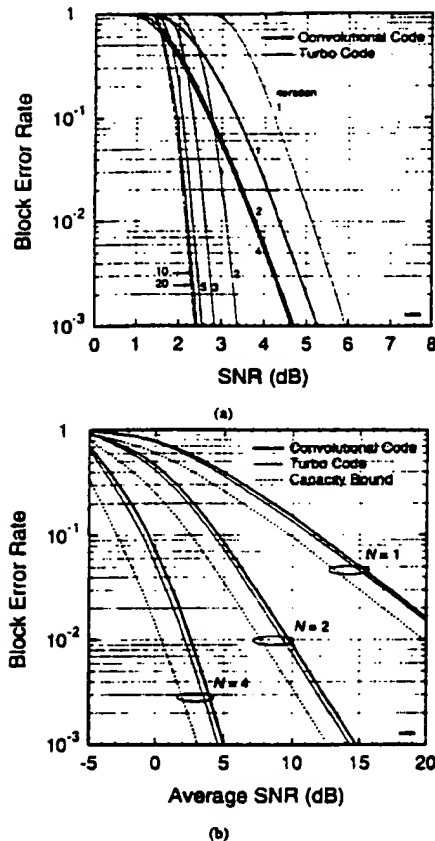 1
Convolutional Code
Turbo Code
iteration
1
10⁻¹
1
Block Error Rate
10⁻²
2
4
10
20
5
3
2
10⁻³
0 1 2 3 4 5 6 7 8
SNR (dB)
(a)
1
Convolutional Code
Turbo Code
Capacity Bound
10⁻¹
N = 1
Block Error Rate
10⁻²
N = 2
N = 4
10⁻³
-5 0 5 10 15 20
Average SNR (dB)
(b)